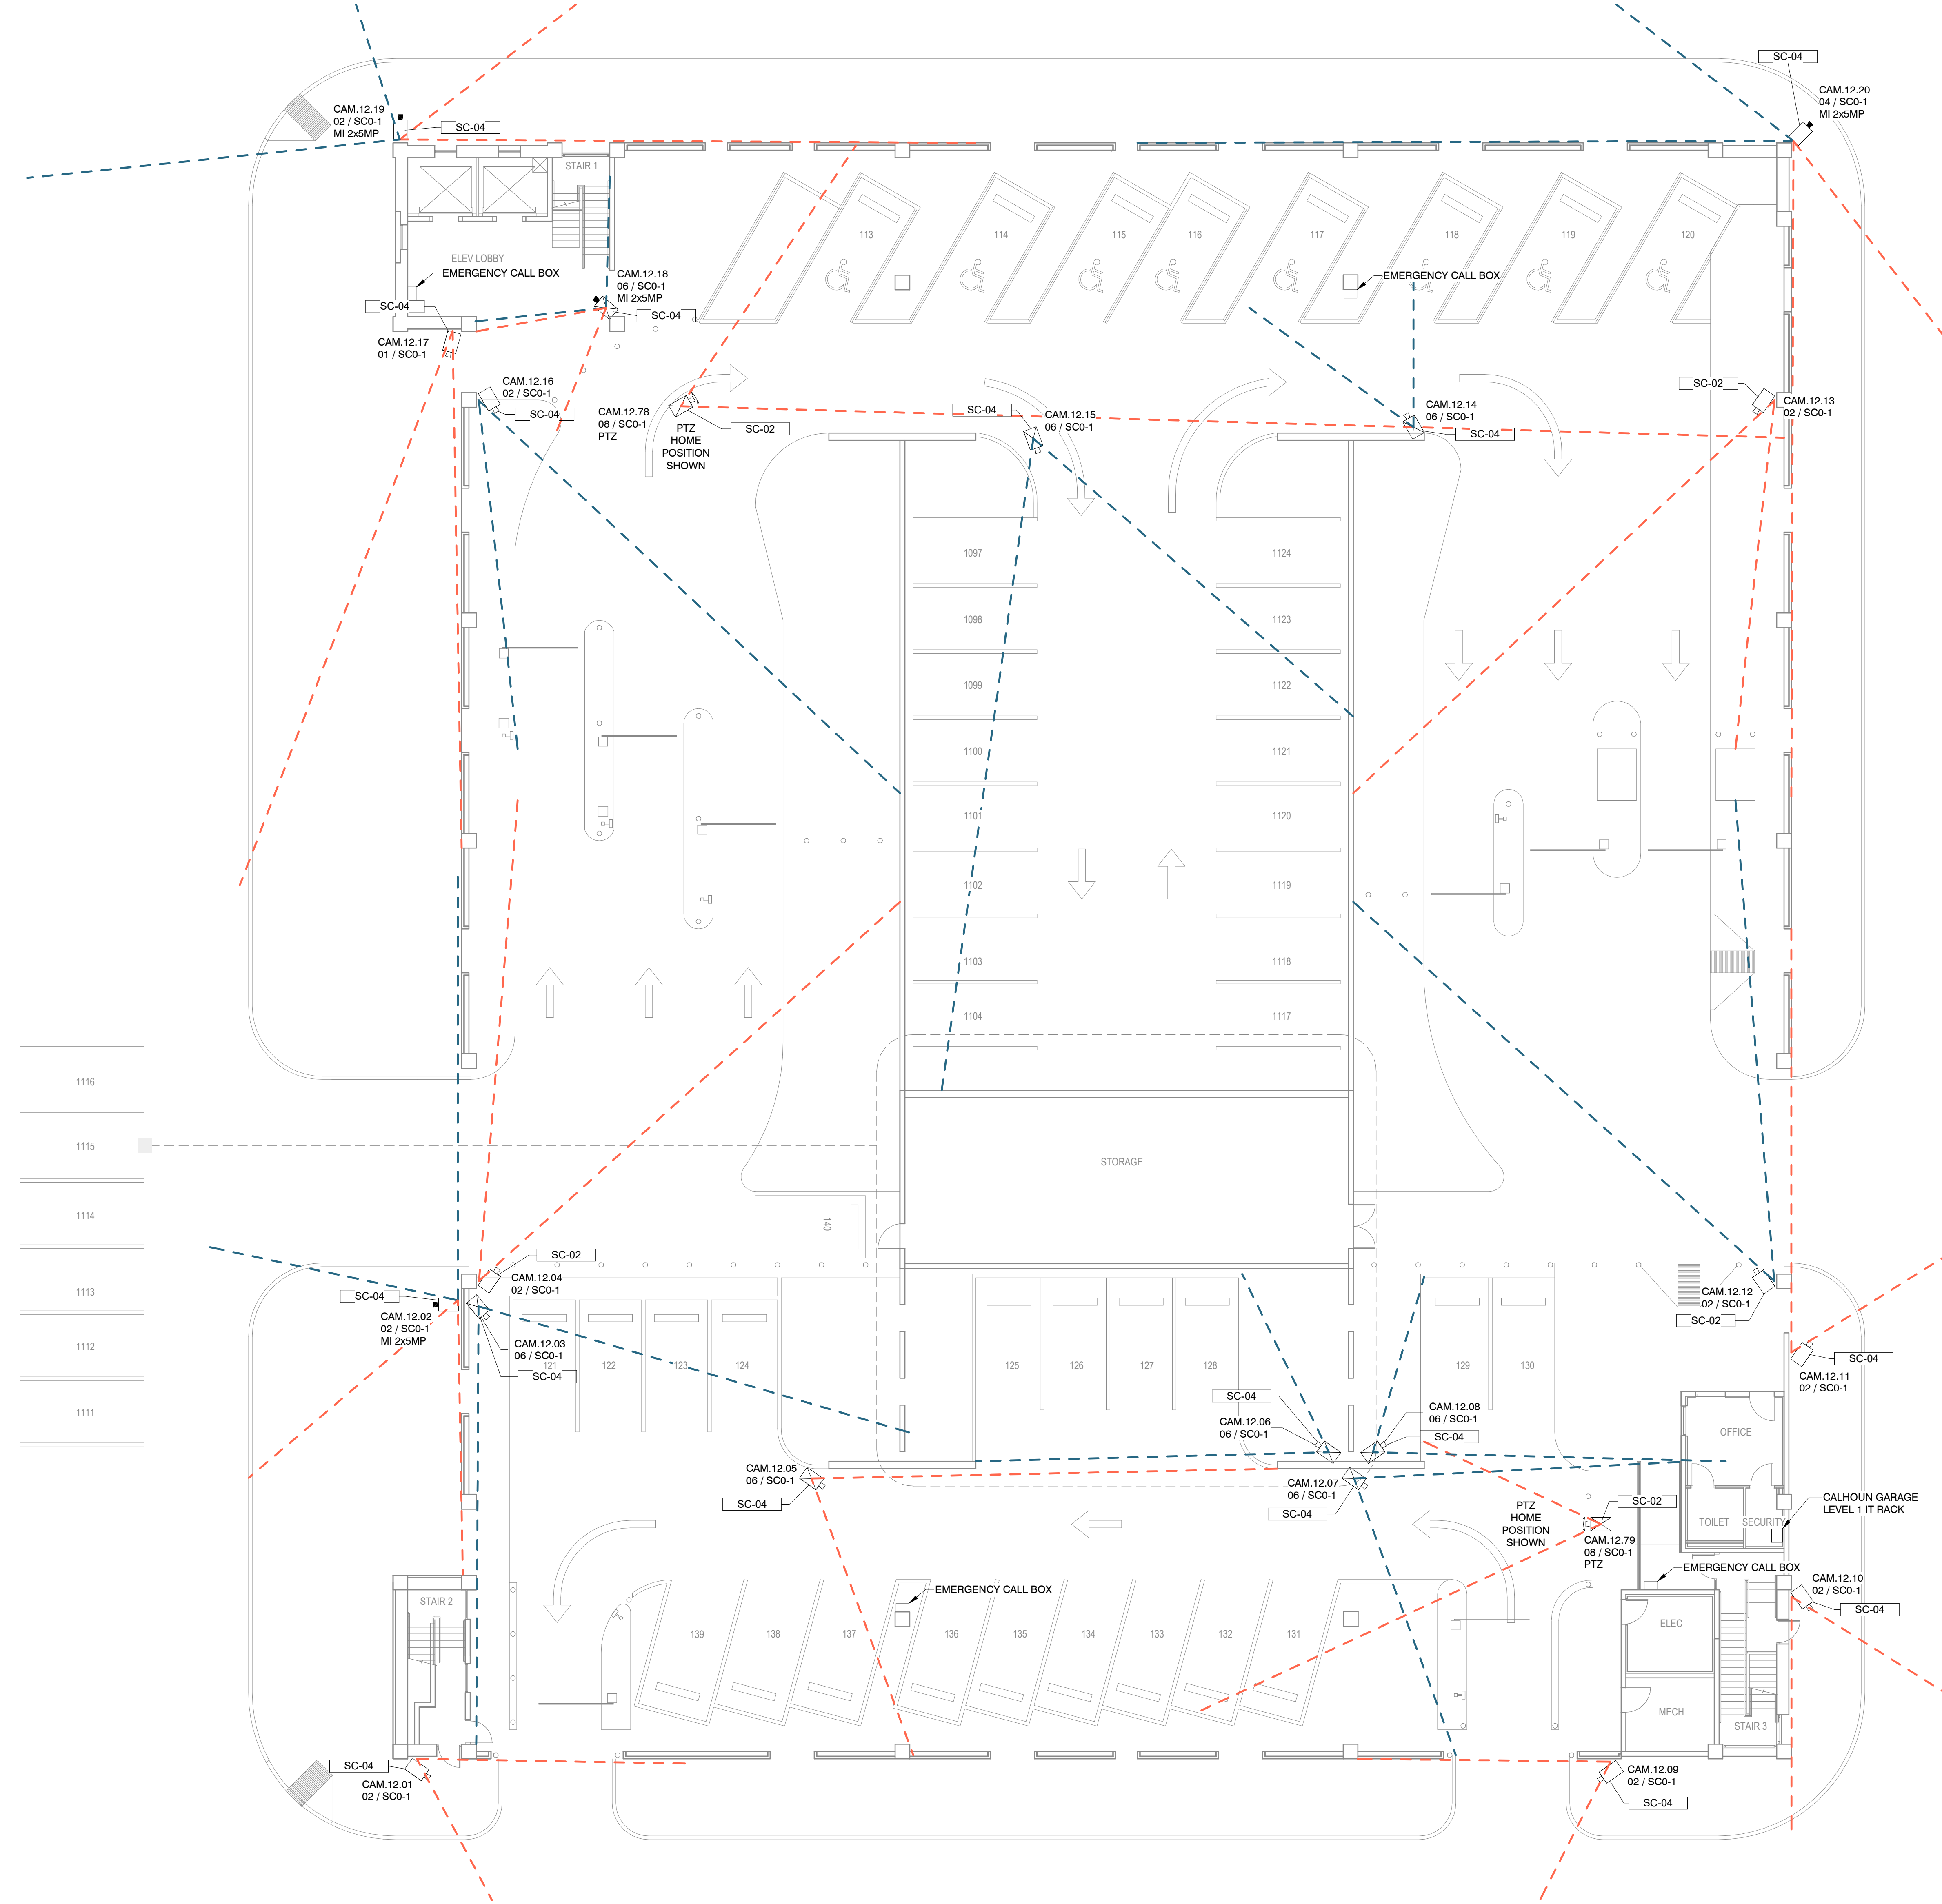 SC-04
CAM.12.20
04 / SC0-1
MI 2x5MP
CAM.12.19
02 / SC0-1
MI 2x5MP
SC-04
STAIR 1
ELEV LOBBY
EMERGENCY CALL BOX
SC-04
CAM.12.18
06 / SC0-1
MI 2x5MP
SC-04
113
114
115
116
117
118
119
120
EMERGENCY CALL BOX
CAM.12.17
01 / SC0-1
CAM.12.16
02 / SC0-1
SC-04
CAM.12.78
08 / SC0-1
PTZ
PTZ
HOME
POSITION
SHOWN
SC-02
SC-04
CAM.12.15
06 / SC0-1
CAM.12.14
06 / SC0-1
SC-04
SC-02
CAM.12.13
02 / SC0-1
1097
1124
1098
1123
1099
1122
1100
1121
1101
1120
1102
1119
1103
1118
1104
1117
1116
1115
1114
1113
1112
1111
STORAGE
140
SC-02
CAM.12.04
02 / SC0-1
SC-04
CAM.12.02
02 / SC0-1
MI 2x5MP
CAM.12.03
06 / SC0-1
SC-04
121
122
123
124
125
126
127
128
129
130
CAM.12.12
02 / SC0-1
SC-02
SC-04
CAM.12.11
02 / SC0-1
SC-04
CAM.12.06
06 / SC0-1
CAM.12.08
06 / SC0-1
SC-04
OFFICE
CAM.12.05
06 / SC0-1
SC-04
CAM.12.07
06 / SC0-1
SC-04
PTZ
HOME
POSITION
SHOWN
SC-02
CAM.12.79
08 / SC0-1
PTZ
TOILET
SECURITY
CALHOUN GARAGE
LEVEL 1 IT RACK
EMERGENCY CALL BOX
CAM.12.10
02 / SC0-1
SC-04
STAIR 2
EMERGENCY CALL BOX
139
138
137
136
135
134
133
132
131
ELEC
MECH
STAIR 3
SC-04
CAM.12.01
02 / SC0-1
CAM.12.09
02 / SC0-1
SC-04